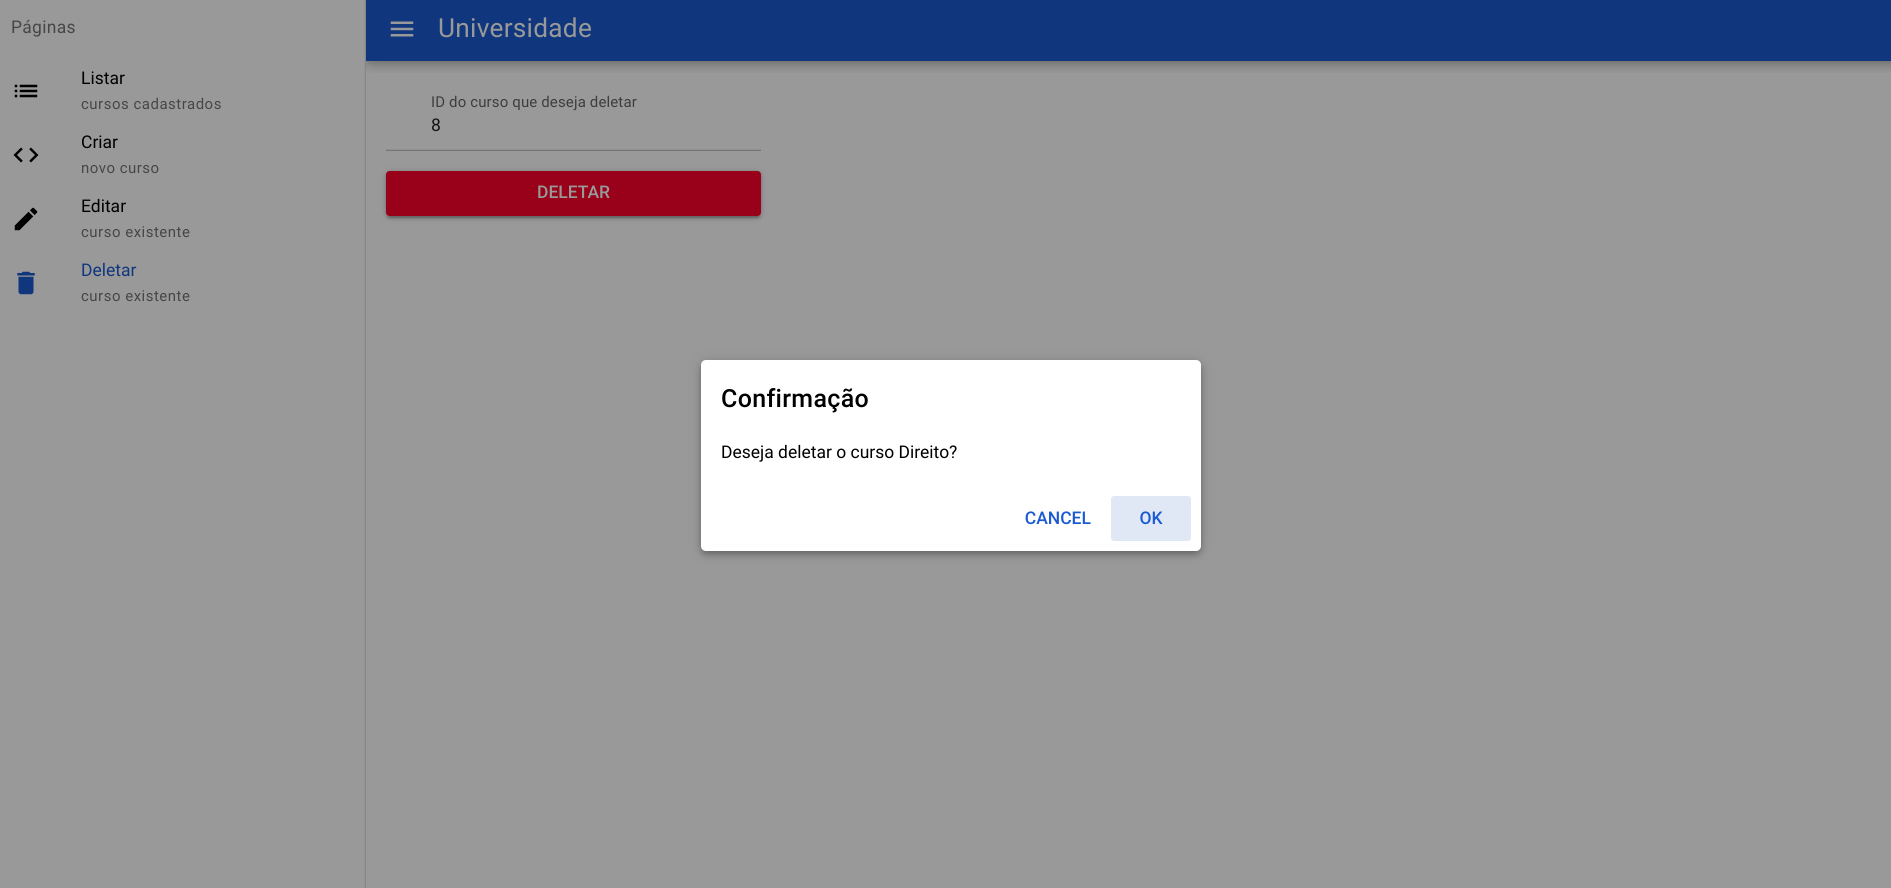 Páginas
Listar
cursos cadastrados
Criar
novo curso
Editar
curso existente
Deletar
curso existente
Universidade
ID do curso que deseja deletar
8
DELETAR
Confirmação
Deseja deletar o curso Direito?
CANCEL OK